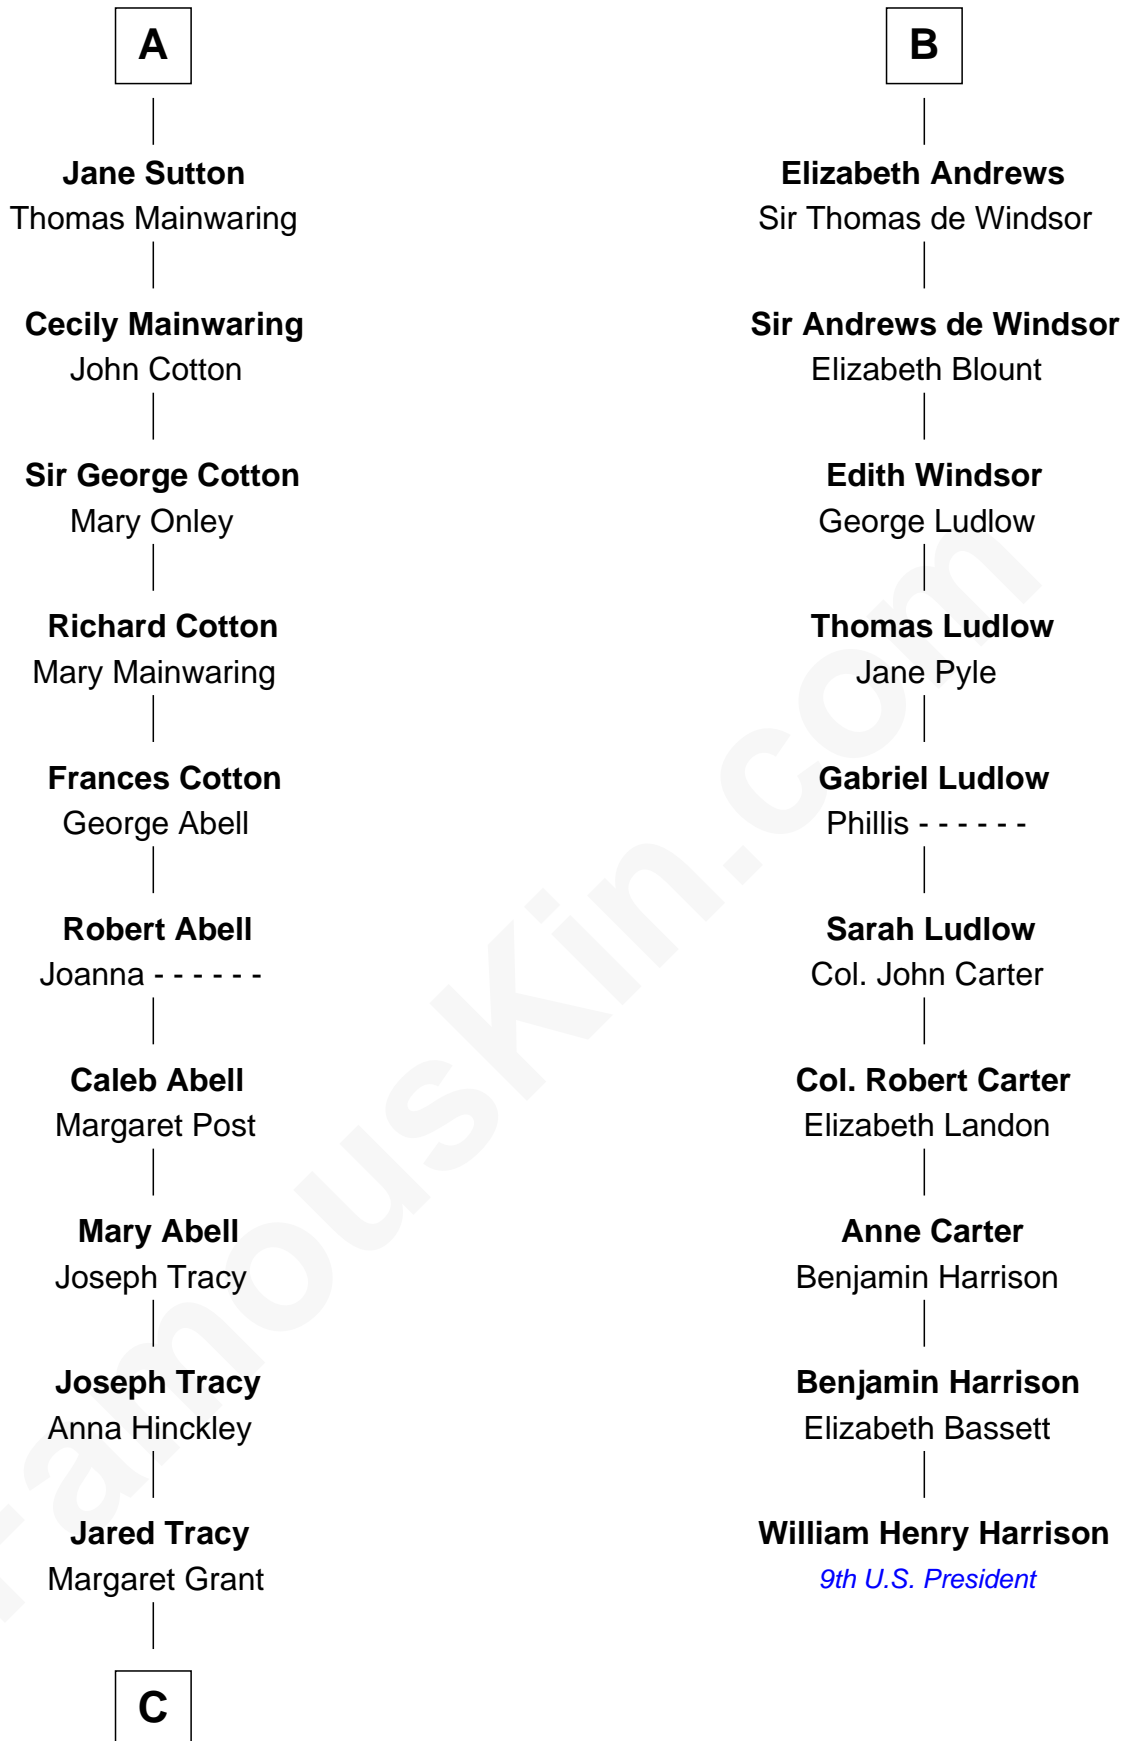 A
Jane Sutton
Thomas Mainwaring
Cecily Mainwaring
John Cotton
Sir George Cotton
Mary Onley
Richard Cotton
Mary Mainwaring
Frances Cotton
George Abell
Robert Abell
Joanna - - - - - -
Caleb Abell
Margaret Post
Mary Abell
Joseph Tracy
Joseph Tracy
Anna Hinckley
Jared Tracy
Margaret Grant
C
B
Elizabeth Andrews
Sir Thomas de Windsor
Sir Andrews de Windsor
Elizabeth Blount
Edith Windsor
George Ludlow
Thomas Ludlow
Jane Pyle
Gabriel Ludlow
Phillis - - - - - -
Sarah Ludlow
Col. John Carter
Col. Robert Carter
Elizabeth Landon
Anne Carter
Benjamin Harrison
Benjamin Harrison
Elizabeth Bassett
William Henry Harrison
9th U.S. President
FamousKin.com